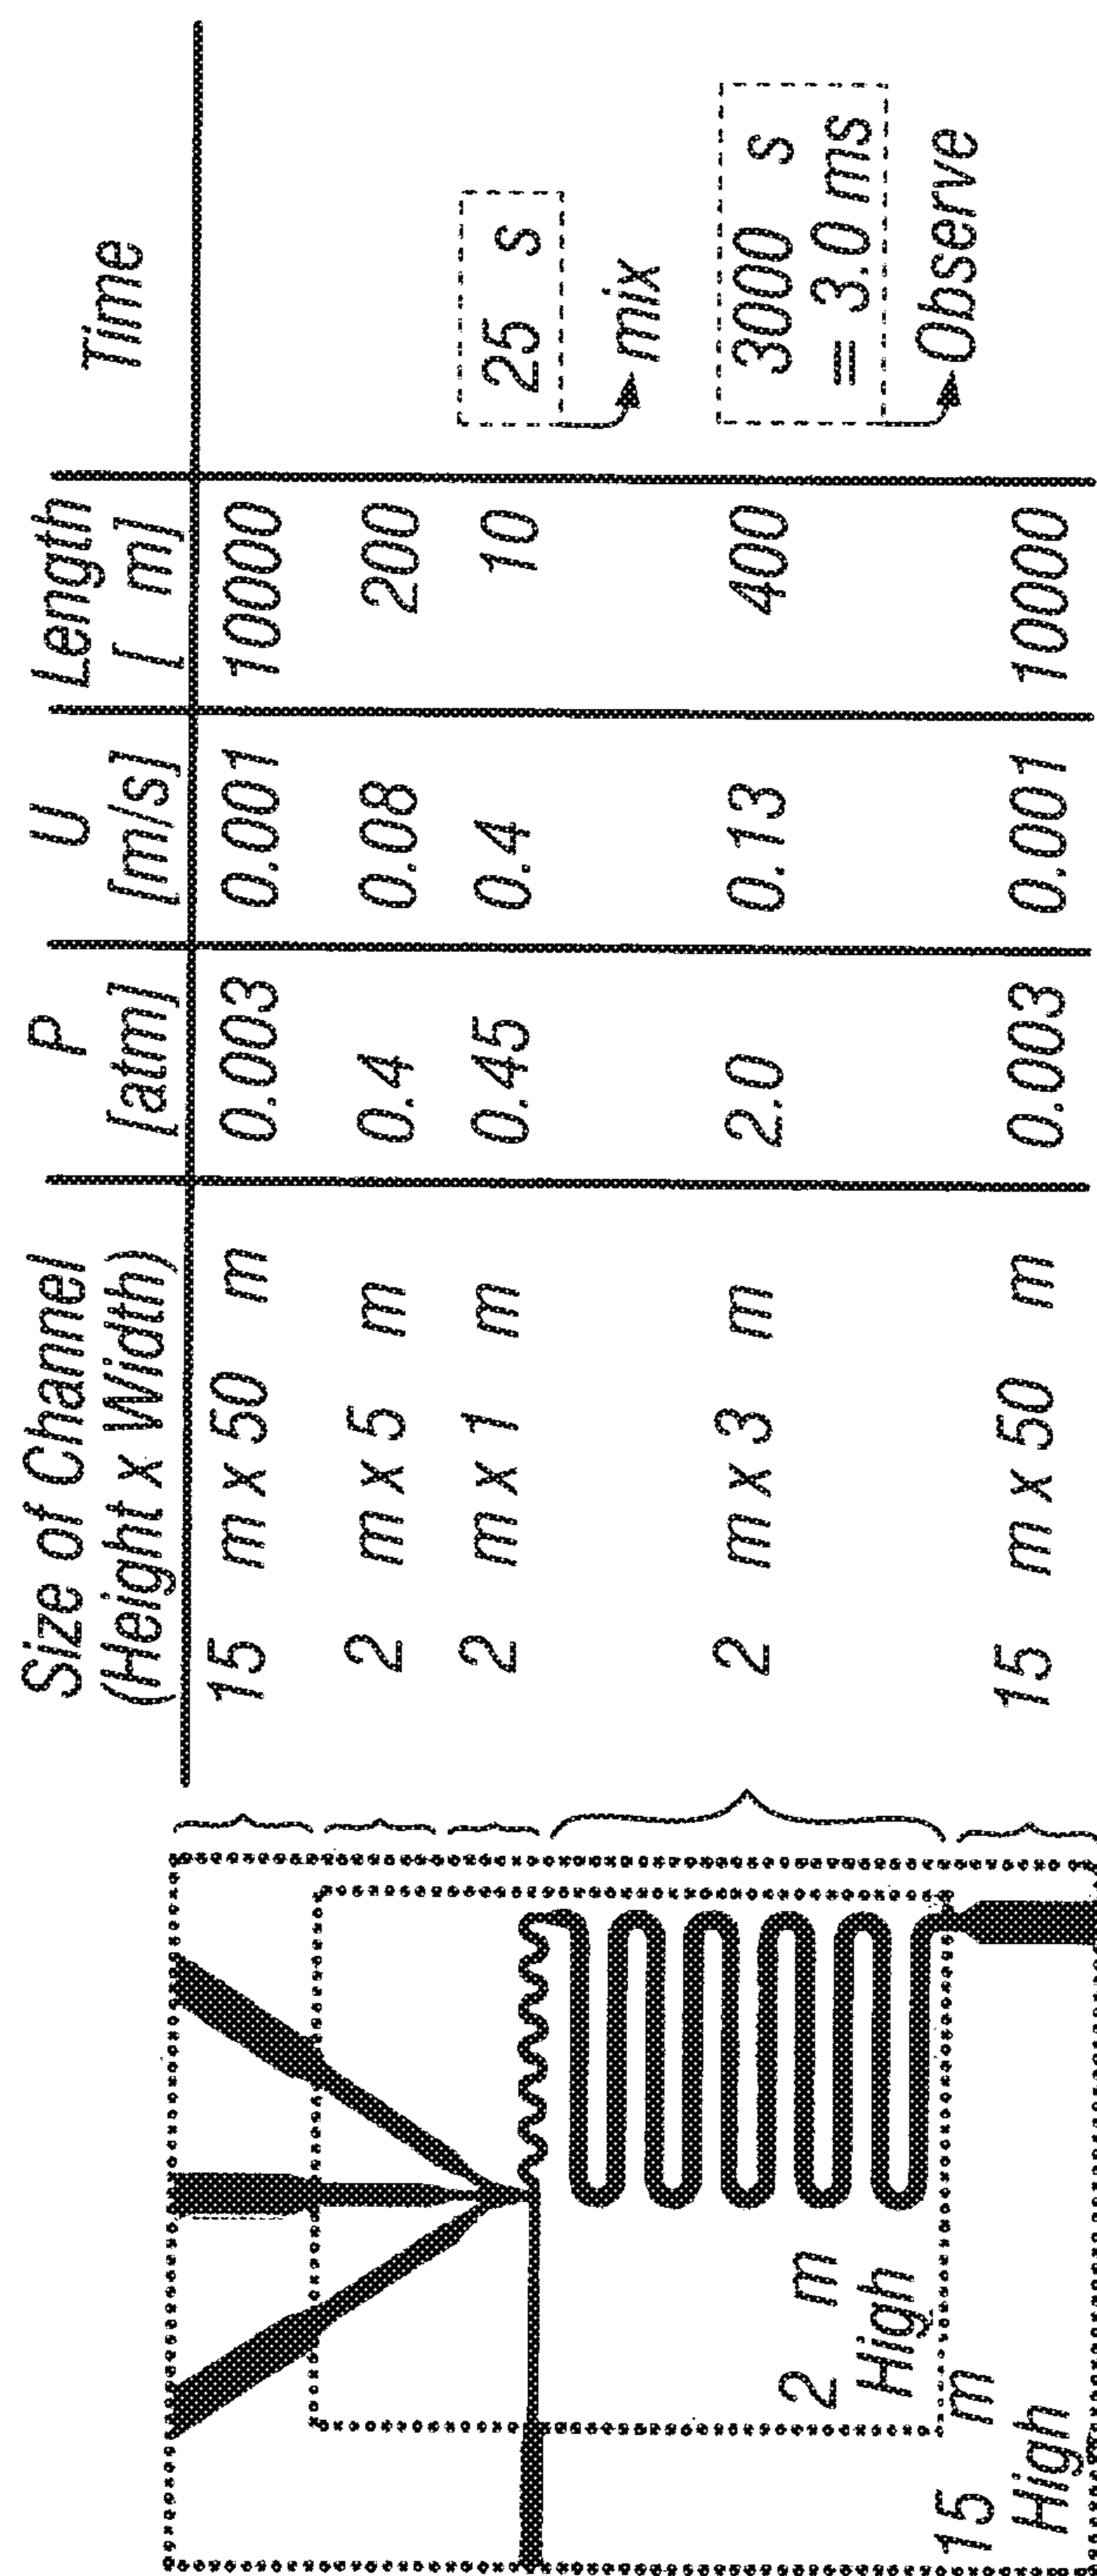 Size of Channel
(Height x Width)
P
[atm]
U
[m/s]
Length
[ m]
Time
15 m x 50 m
0.003
0.001
10000
2 m x 5 m
0.4
0.08
200
2 m x 1 m
0.45
0.4
10
25 s
mix
2 m x 3 m
2.0
0.13
400
3000 s
= 3.0 ms
Observe
15 m x 50 m
0.003
0.001
10000
2 m
High
15 m
High